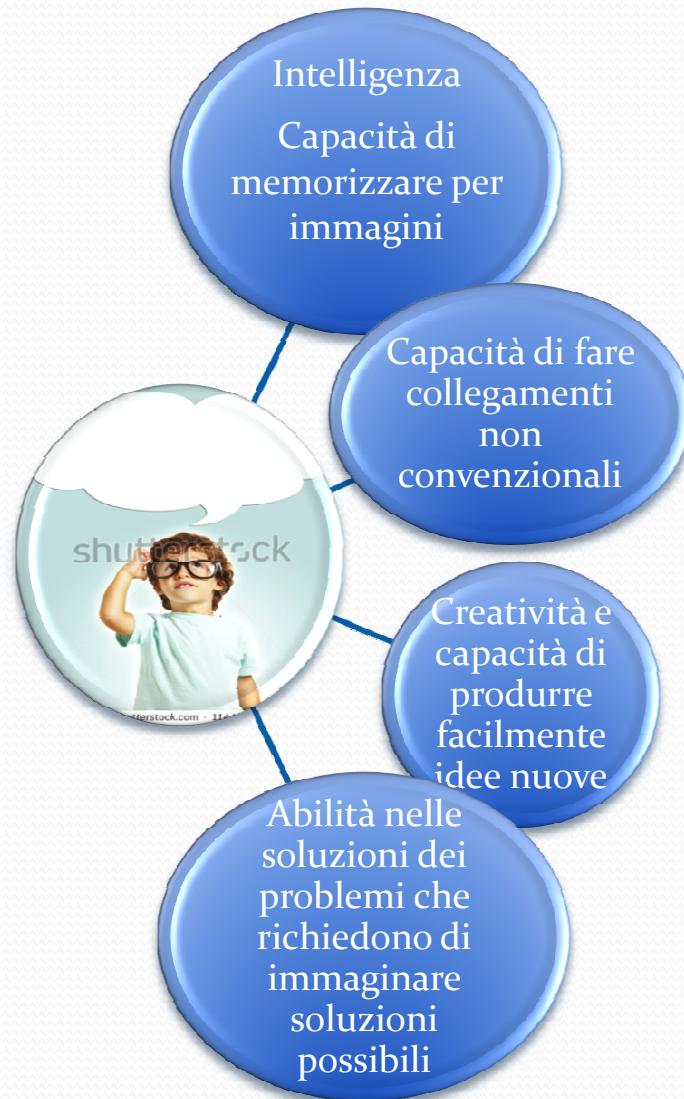 Intelligenza
Capacità di
memorizzare per
immagini
Capacità di fare
collegamenti
non
convenzionali
shutterstock
Creatività e
capacità di
produrre
facilmente
idee nuove
Abilità nelle
soluzioni dei
problemi che
richiedono di
immaginare
soluzioni
possibili